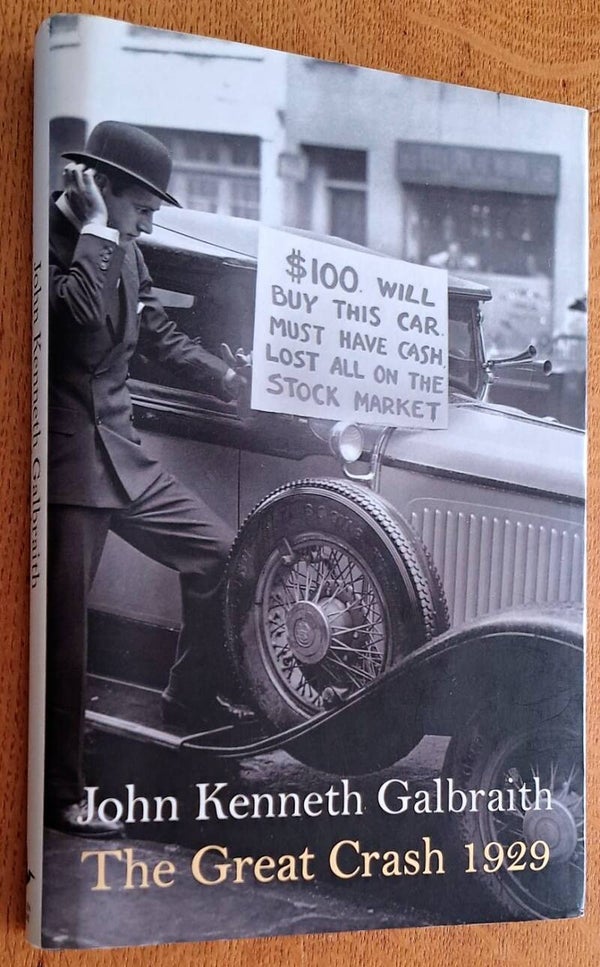 $100. WILL
BUY THIS CAR.
MUST HAVE CASH.
LOST ALL ON THE
STOCK MARKET
John Kenneth Galbraith
The Great Crash 1929
John Kenneth Galbraith